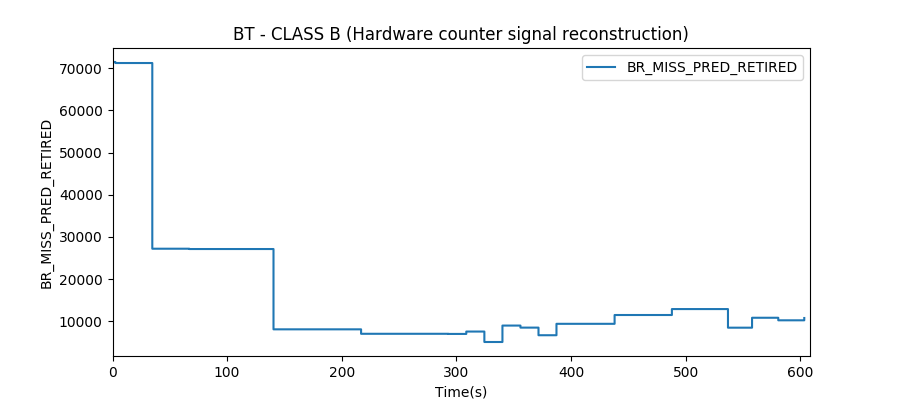 BT - CLASS B (Hardware counter signal reconstruction)
BR_MISS_PRED_RETIRED
BR_MISS_PRED_RETIRED
70000
60000
50000
40000
30000
20000
10000
0 100 200 300 400 500 600
Time(s)